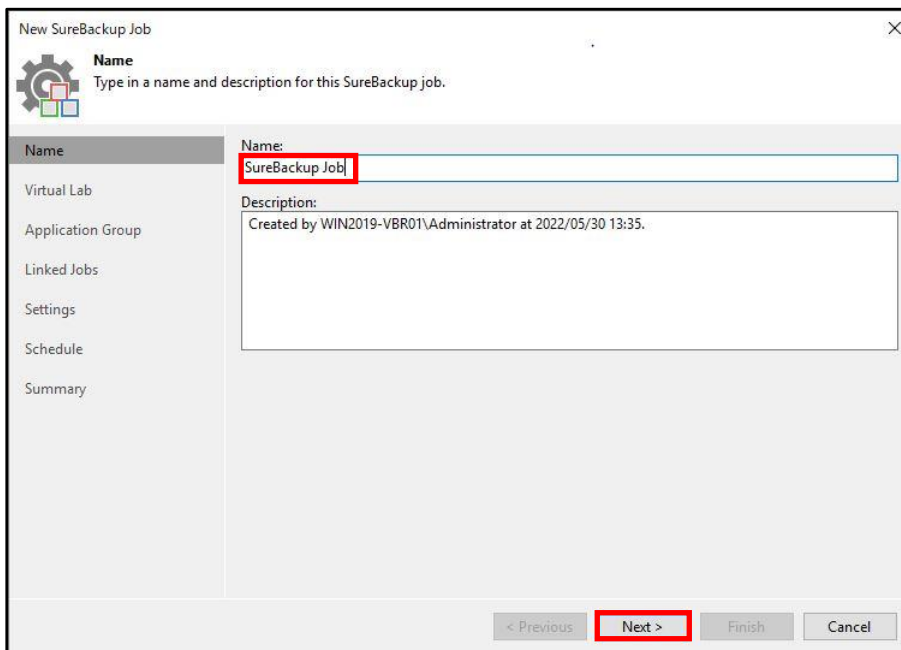 New SureBackup Job
Name
Type in a name and description for this SureBackup job.
Name
Virtual Lab
Application Group
Linked Jobs
Settings
Schedule
Summary
Name:
SureBackup Job
Description:
Created by WIN2019-VBR01\Administrator at 2022/05/30 13:35.
< Previous
Next >
Finish
Cancel